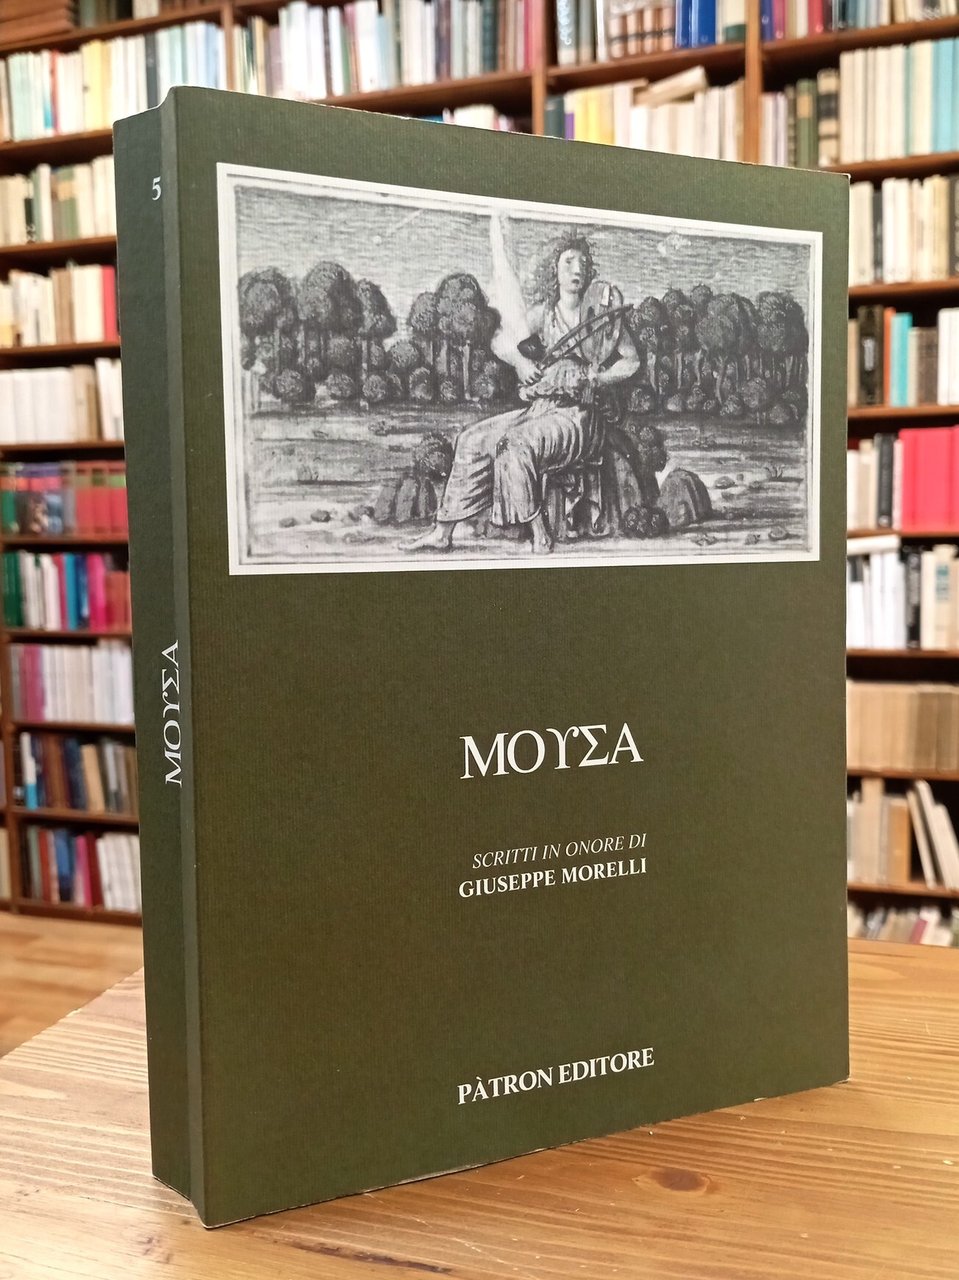 5
ΜΟΥΣΑ
ΜΟΥΣΑ
SCRITTI IN ONORE DI
GIUSEPPE MORELLI
PÀTRON EDITORE